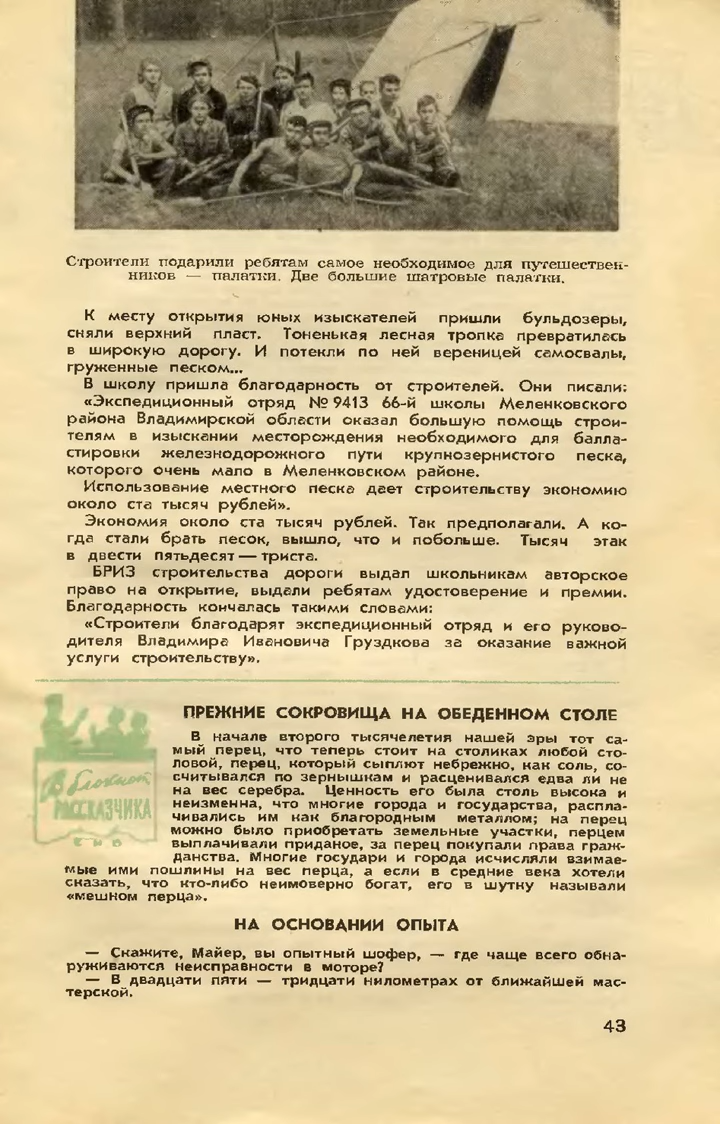 Строители подарили ребятам самое необходимое для путешествен-
ников — палатки. Две большие шатровые палатки.
К месту открытия юных изыскателей пришли бульдозеры,
сняли верхний пласт. Тоненькая лесная тропка превратилась
в широкую дорогу. И потекли по ней вереницей самосвалы,
груженные песком...
В школу пришла благодарность от строителей. Они писали:
«Экспедиционный отряд № 9413 66-й школы Меленковского
района Владимирской области оказал большую помощь строи-
телям в изыскании месторождения необходимого для балла-
стировки железнодорожного пути крупнозернистого песка,
которого очень мало в Меленковском районе.
Использование местного песка дает строительству экономию
около ста тысяч рублей».
Экономия около ста тысяч рублей. Так предполагали. А ко-
гда стали брать песок, вышло, что и побольше. Тысяч этак
в двести пятьдесят — триста.
БРИЗ строительства дороги выдал школьникам авторское
право на открытие, выдали ребятам удостоверение и премии.
Благодарность кончалась такими словами:
«Строители благодарят экспедиционный отряд и его руково-
дителя Владимира Ивановича Груздкова за оказание важной
услуги строительству».
В блокнот
РАССКАЗЧИКА
ПРЕЖНИЕ СОКРОВИЩА НА ОБЕДЕННОМ СТОЛЕ
В начале второго тысячелетия нашей эры тот са-
мый перец, что теперь стоит на столиках любой сто-
ловой, перец, который сыплют небрежно, как соль, со-
считывался по зернышкам и расценивался едва ли не
на вес серебра. Ценность его была столь высока и
неизменна, что многие города и государства, распла-
чивались им как благородным металлом; на перец
можно было приобретать земельные участки, перцем
выплачивали приданое, за перец покупали права граж-
данства. Многие государи и города исчисляли взимае-
мые ими пошлины на вес перца, а если в средние века хотели
сказать, что кто-либо неимоверно богат, его в шутку называли
«мешком перца».
НА ОСНОВАНИИ ОПЫТА
— Скажите, Майер, вы опытный шофер, — где чаще всего обна-
руживаются неисправности в моторе?
— В двадцати пяти — тридцати километрах от ближайшей мас-
терской.
43